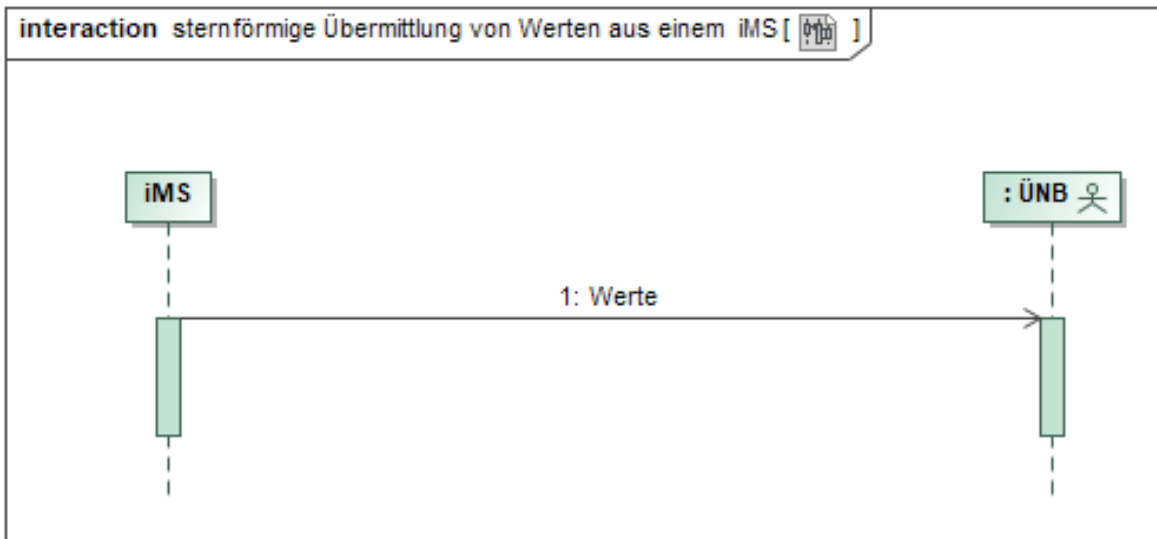 interaction sternförmige Übermittlung von Werten aus einem iMS [ ]
iMS
: ÜNB
1: Werte